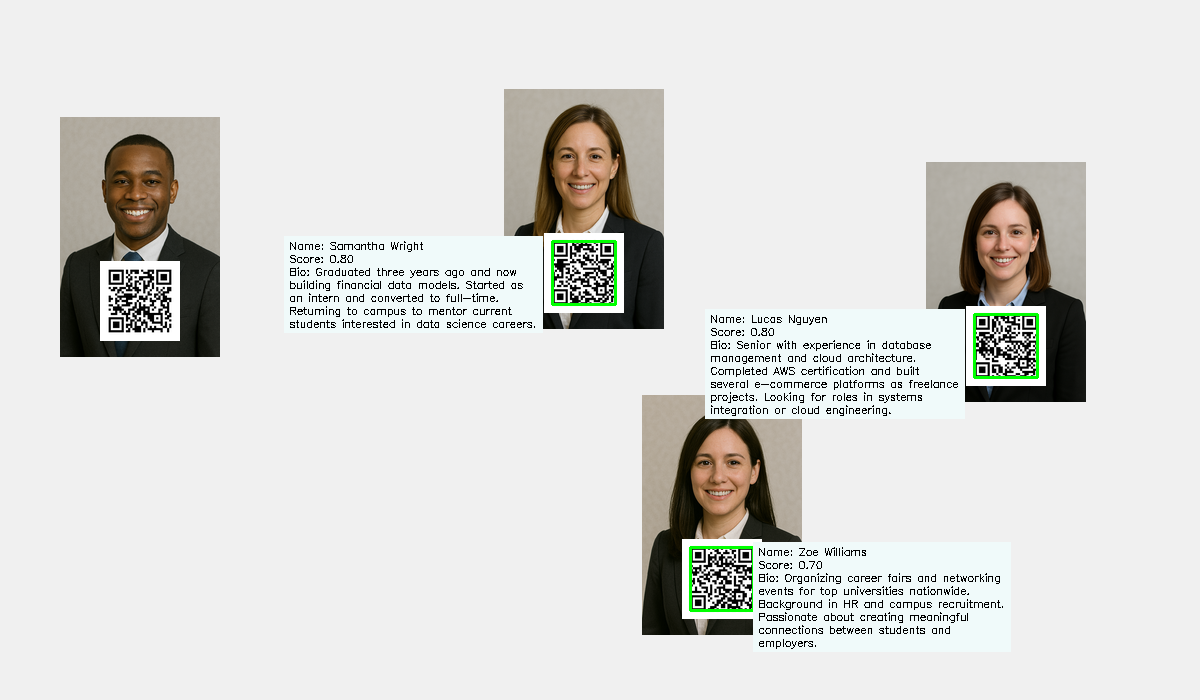 Name: Samantha Wright
Score: 0.80
Bio: Graduated three years ago and now
building financial data models. Started as
an intern and converted to full-time.
Returning to campus to mentor current
students interested in data science careers.
Name: Lucas Nguyen
Score: 0.80
Bio: Senior with experience in database
management and cloud architecture.
Completed AWS certification and built
several e-commerce platforms as freelance
projects. Looking for roles in systems
integration or cloud engineering.
Name: Zoe Williams
Score: 0.70
Bio: Organizing career fairs and networking
events for top universities nationwide.
Background in HR and campus recruitment.
Passionate about creating meaningful
connections between students and
employers.